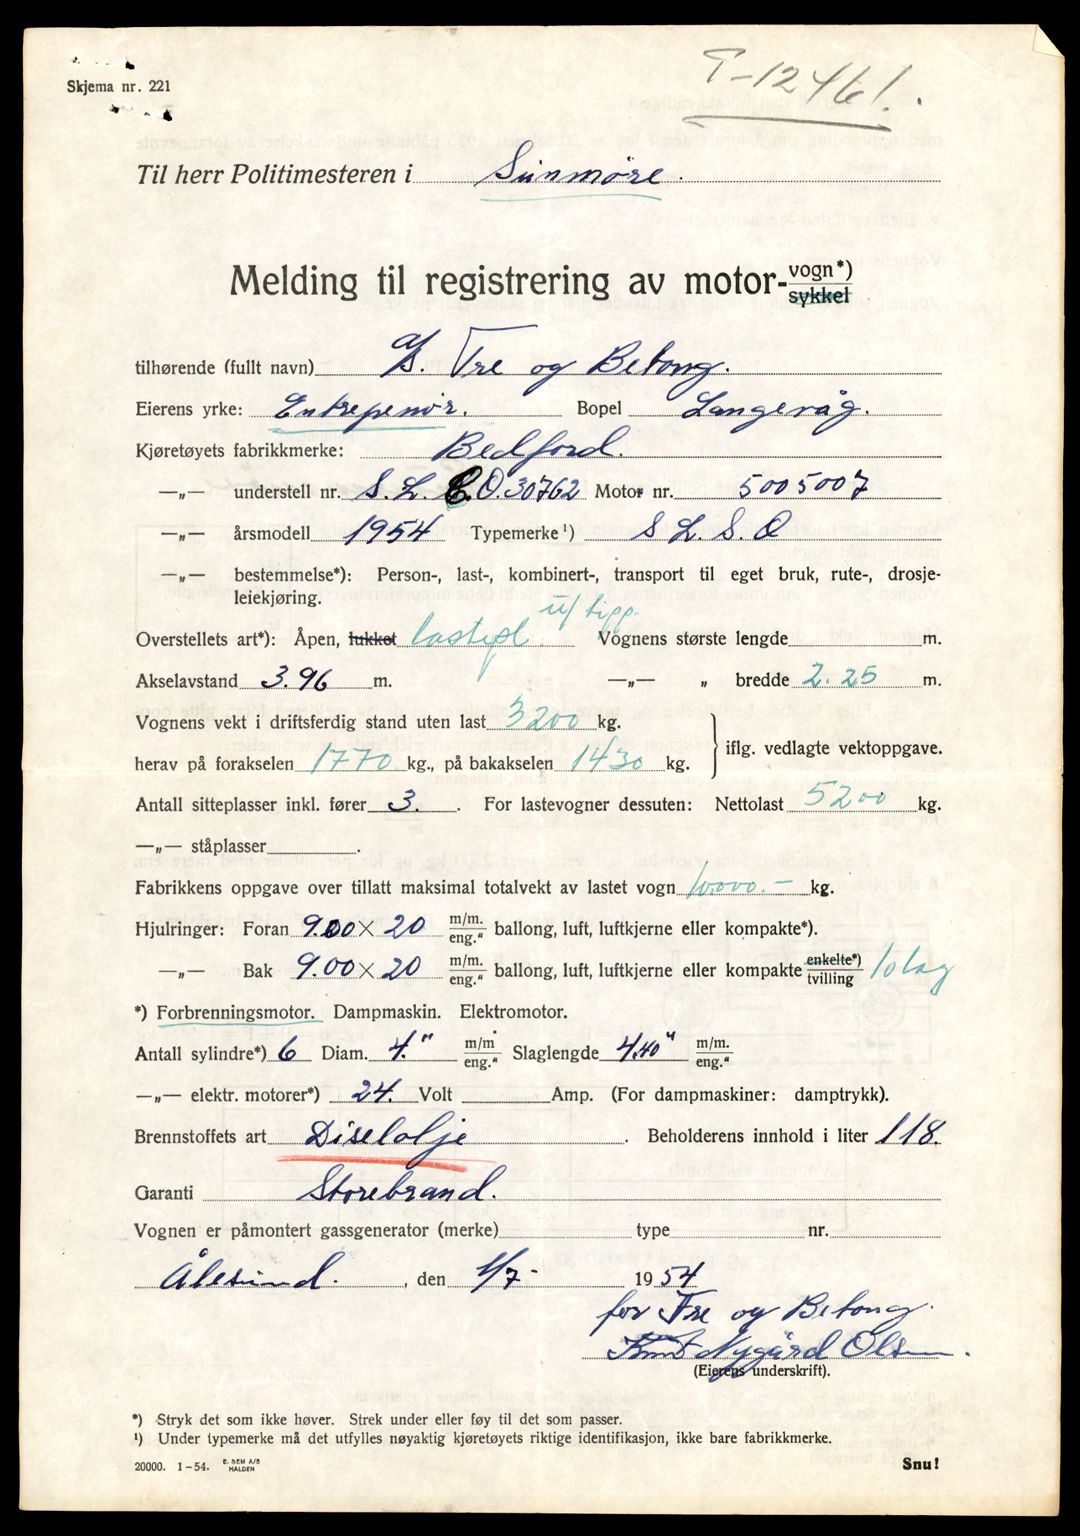 Skjema nr. 221
T-12461.
Til herr Politimesteren i Sunmøre.
Melding til registrering av motor- vogn*) sykkel
tilhørende (fullt navn) a/s. Tre og Betong.
Eierens yrke: Entrepenør. Bopel Langevåg.
Kjøretøyets fabrikkmerke: Bedford.
—„— understell nr. S.L.C.O.30762 Motor nr. 5005007
—„— årsmodell 1954 Typemerke¹) S L. S. O
—„— bestemmelse*): Person-, last-, kombinert-, transport til eget bruk, rute-, drosje-
leiekjøring.
Overstellets art*): Åpen, lukket lastepl. u/ tipp. Vognens største lengde m.
Akselavstand 3.96 m. —„— „ bredde 2.25 m.
Vognens vekt i driftsferdig stand uten last 3200 kg.
herav på forakselen 1770 kg., på bakakselen 1430 kg. iflg. vedlagte vektoppgave.
Antall sitteplasser inkl. fører 3. For lastevogner dessuten: Nettolast 5200 kg.
—„— ståplasser .
Fabrikkens oppgave over tillatt maksimal totalvekt av lastet vogn 10.000.- kg.
Hjulringer: Foran 9.00 × 20 m/m. eng.“ ballong, luft, luftkjerne eller kompakte*).
—„— Bak 9.00 × 20 m/m. eng.“ ballong, luft, luftkjerne eller kompakte enkelte*) tvilling 10 lag
*) Forbrenningsmotor. Dampmaskin. Elektromotor.
Antall sylindre*) 6 Diam. 4." m/m eng.“ Slaglengde 4,40" m/m. eng.“
—„— elektr. motorer*) 24. Volt Amp. (For dampmaskiner: damptrykk).
Brennstoffets art Diselolje . Beholderens innhold i liter 118.
Garanti Storebrand.
Vognen er påmontert gassgenerator (merke) type nr.
Ålesund. , den 1/7- 1954
for Tre og Betong.
Knut Nygård Olsen.
(Eierens underskrift).
*) Stryk det som ikke høver. Strek under eller føy til det som passer.
¹) Under typemerke må det utfylles nøyaktig kjøretøyets riktige identifikasjon, ikke bare fabrikkmerke.
20000. 1-54. E. SEM A/S HALDEN Snu!